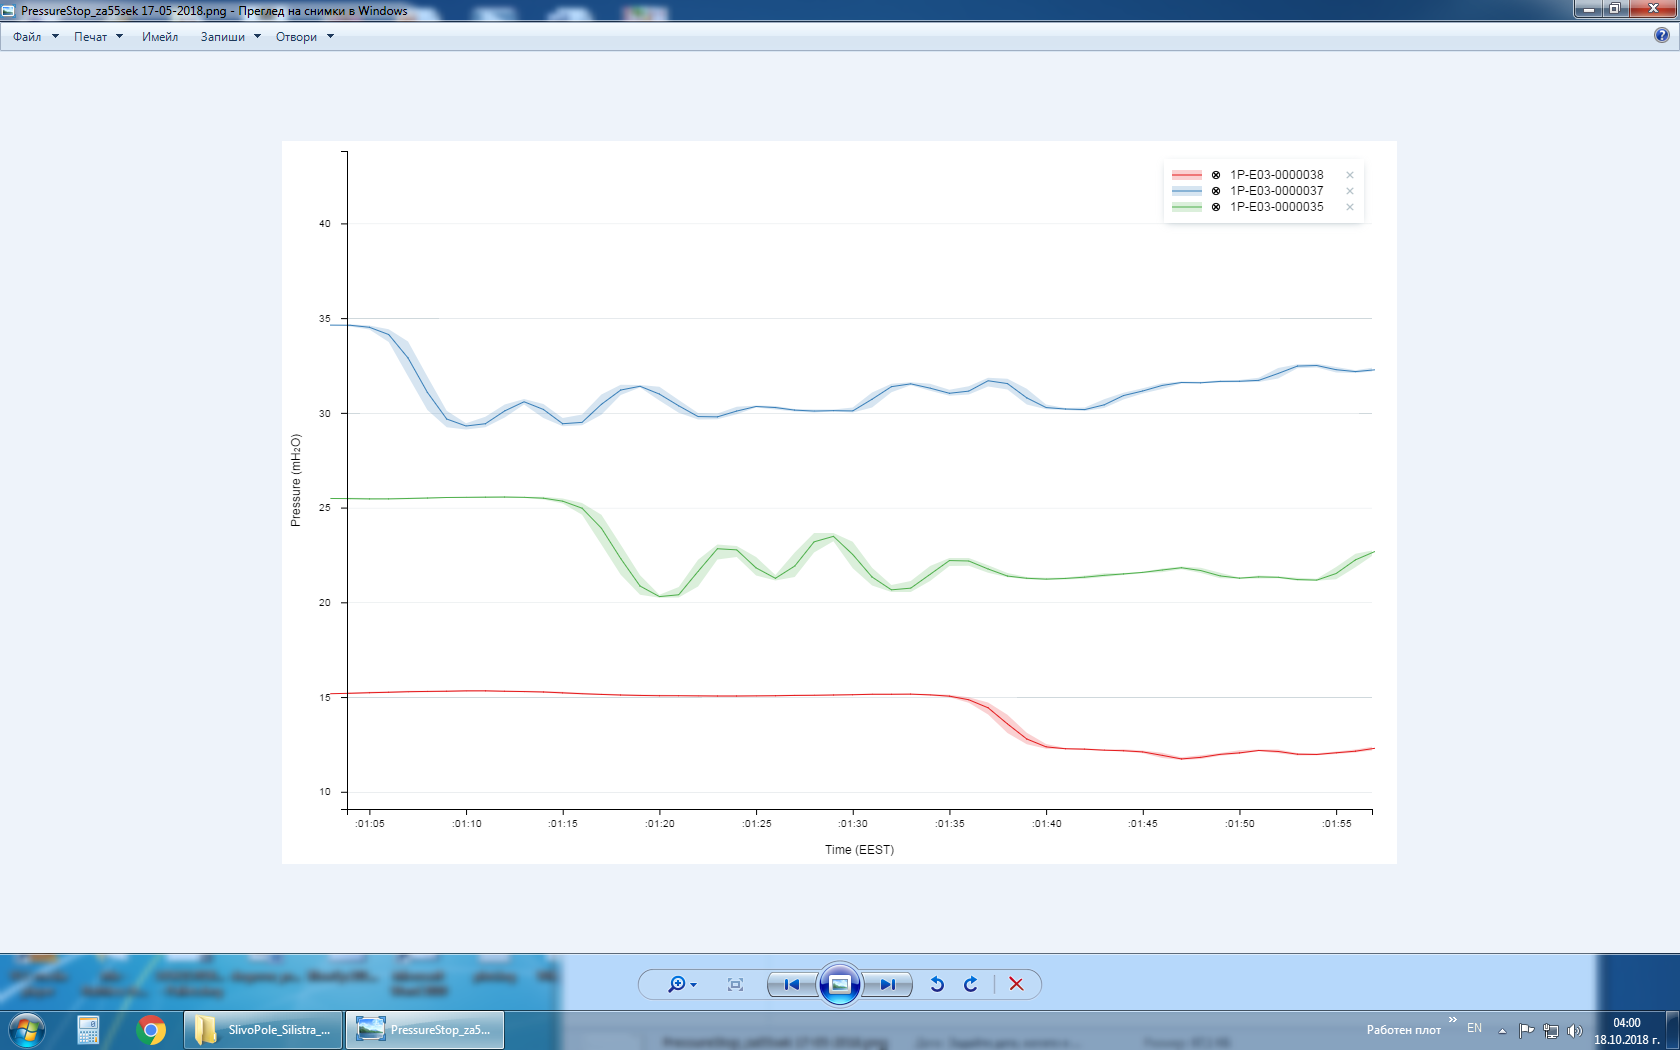 PressureStop_za55sek 17-05-2018.png - Преглед на снимки в Windows
Файл Печат Имейл Запиши Отвори
1P-E03-0000038
1P-E03-0000037
1P-E03-0000035
40
35
30
25
20
15
10
Pressure (mH₂O)
:01:05 :01:10 :01:15 :01:20 :01:25 :01:30 :01:35 :01:40 :01:45 :01:50 :01:55
Time (EEST)
SlivoPole_Silistra_...
PressureStop_za5...
Работен плот
EN
04:00
18.10.2018 г.